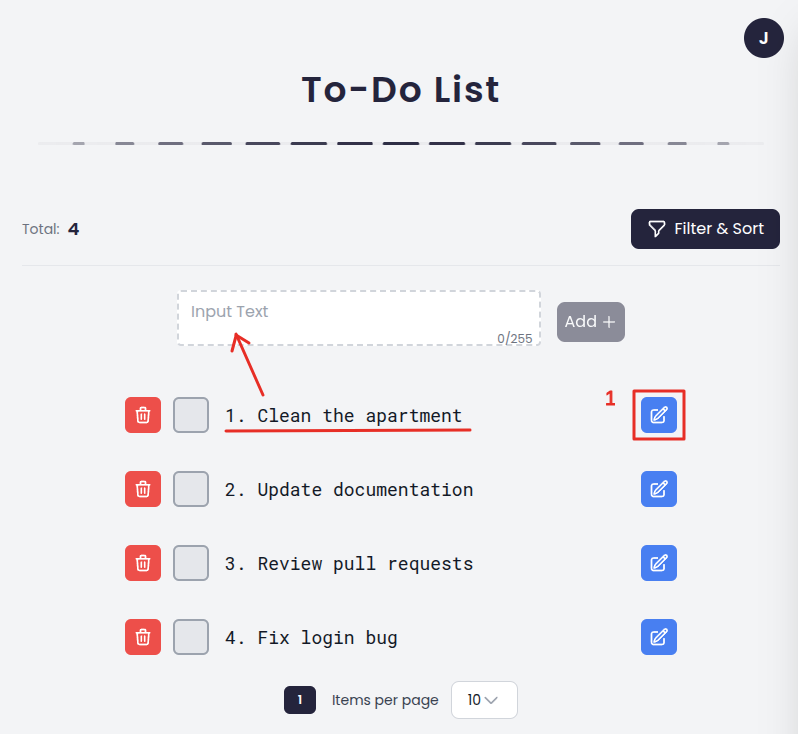 J
To-Do List
Total: 4
Filter & Sort
Input Text
Add +
0/255
1
1. Clean the apartment
2. Update documentation
3. Review pull requests
4. Fix login bug
1 Items per page 10